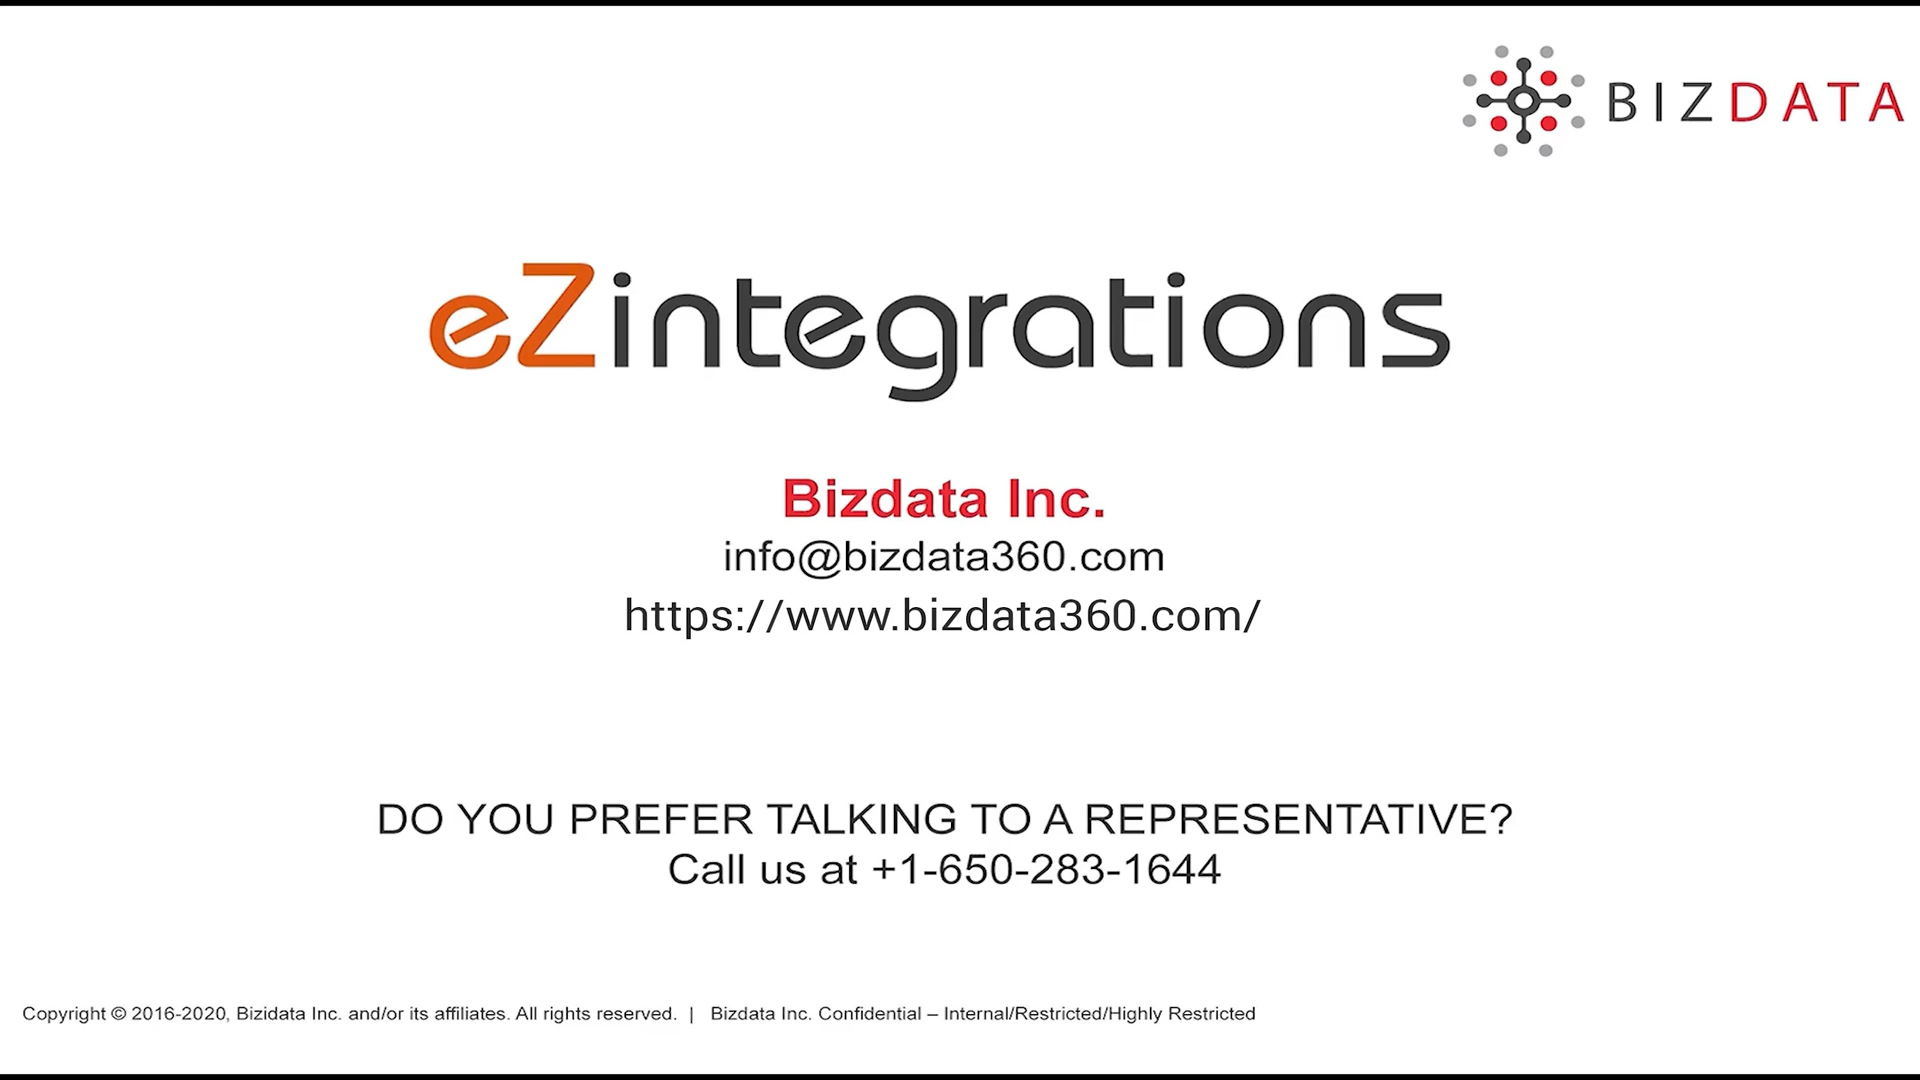 BIZDATA
eZintegrations
Bizdata Inc.
info@bizdata360.com
https://www.bizdata360.com/
DO YOU PREFER TALKING TO A REPRESENTATIVE?
Call us at +1-650-283-1644
Copyright © 2016-2020, Bizidata Inc. and/or its affiliates. All rights reserved. | Bizdata Inc. Confidential – Internal/Restricted/Highly Restricted